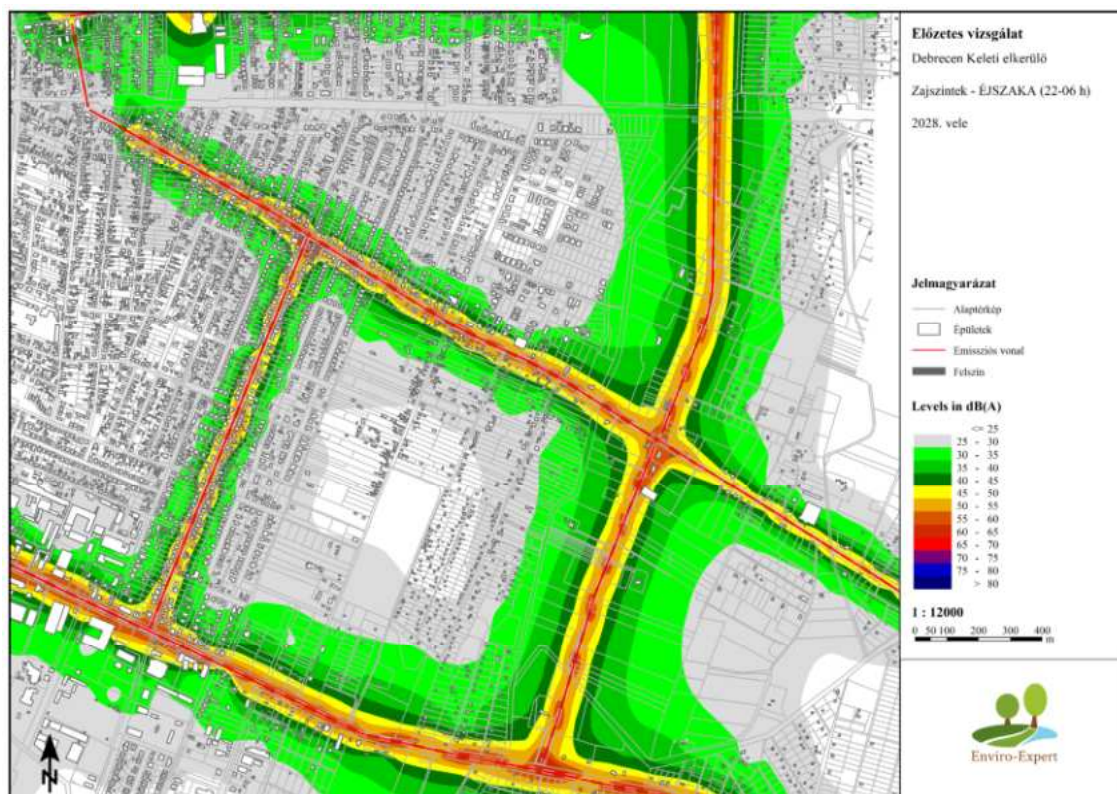 Előzetes vizsgálat
Debrecen Keleti elkerülő
Zajszintek - ÉJSZAKA (22-06 h)
2028. vele
Jelmagyarázat
Alaptérkép
Épületek
Emissziós vonal
Felszín
Levels in dB(A)
<= 25
25 - 30
30 - 35
35 - 40
40 - 45
45 - 50
50 - 55
55 - 60
60 - 65
65 - 70
70 - 75
75 - 80
> 80
1 : 12000
0 50 100 200 300 400
m
Enviro-Expert
N